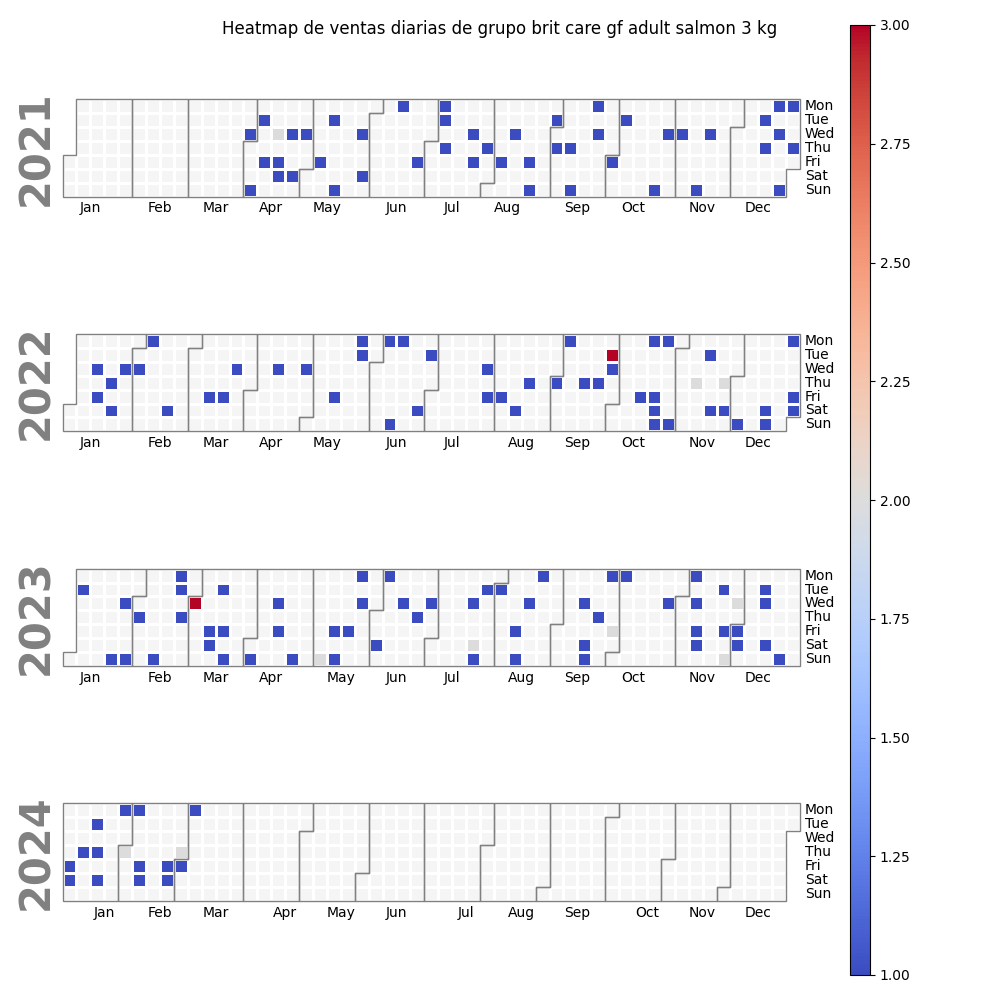 Heatmap de ventas diarias de grupo brit care gf adult salmon 3 kg
2021
Mon
Tue
Wed
Thu
Fri
Sat
Sun
Jan Feb Mar Apr May Jun Jul Aug Sep Oct Nov Dec
2022
Mon
Tue
Wed
Thu
Fri
Sat
Sun
Jan Feb Mar Apr May Jun Jul Aug Sep Oct Nov Dec
2023
Mon
Tue
Wed
Thu
Fri
Sat
Sun
Jan Feb Mar Apr May Jun Jul Aug Sep Oct Nov Dec
2024
Mon
Tue
Wed
Thu
Fri
Sat
Sun
Jan Feb Mar Apr May Jun Jul Aug Sep Oct Nov Dec
3.00
2.75
2.50
2.25
2.00
1.75
1.50
1.25
1.00